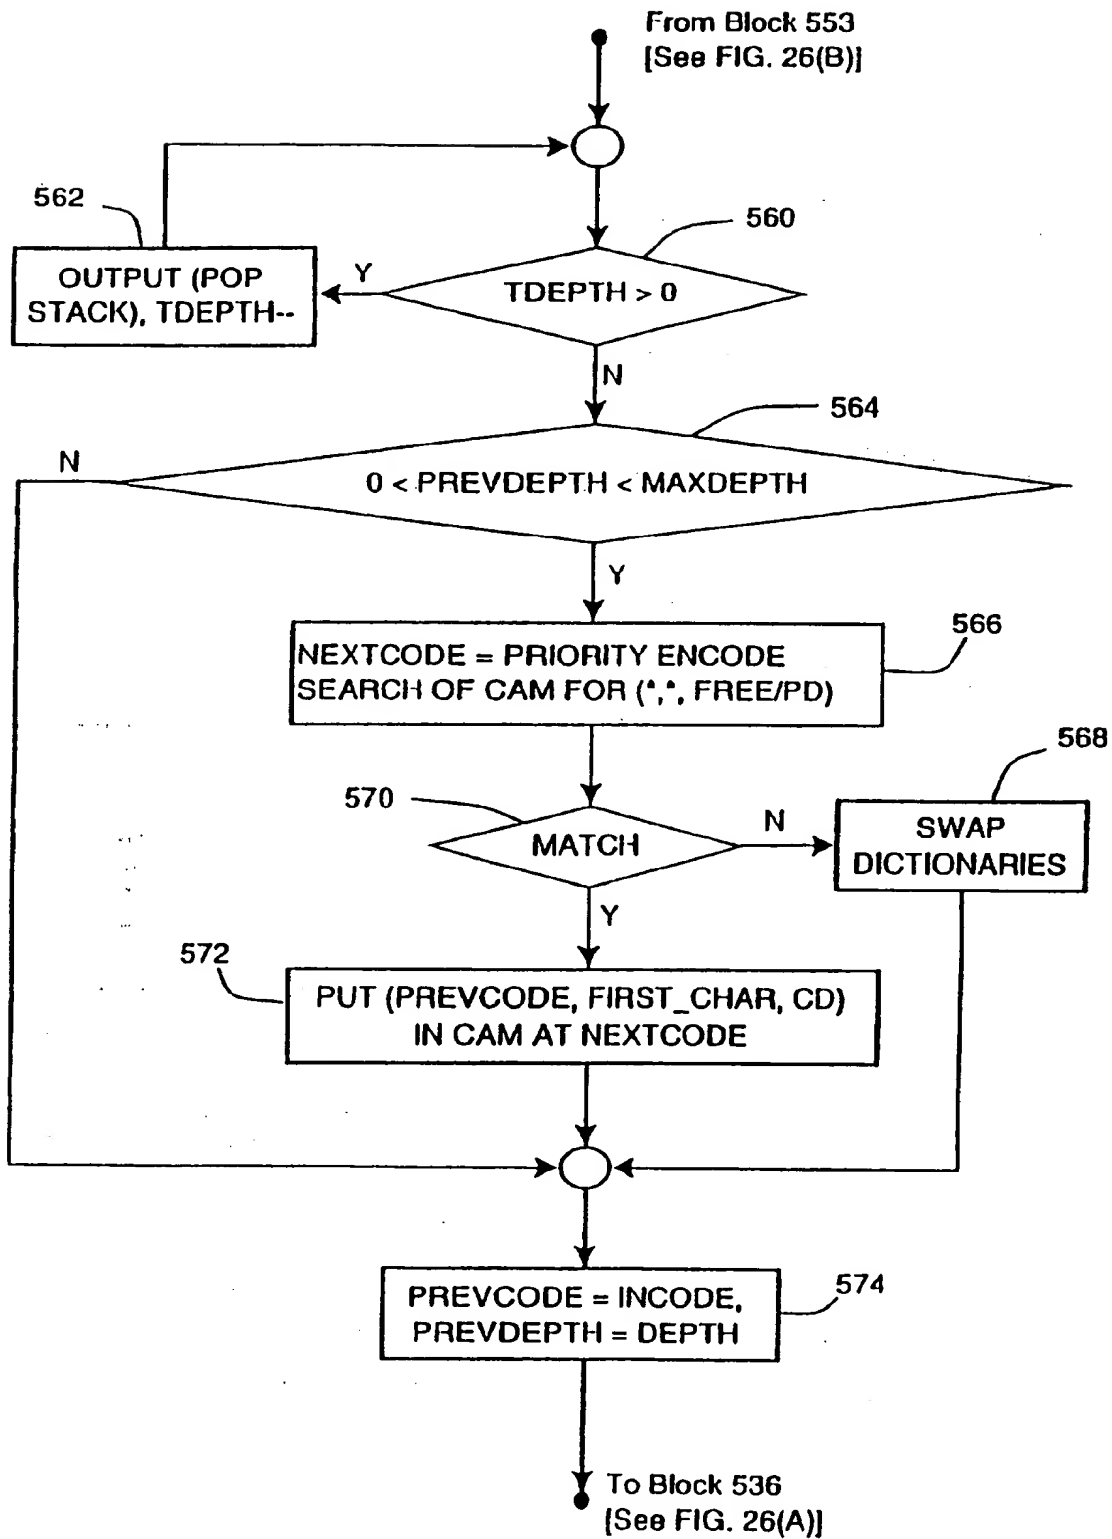 From Block 553
[See FIG. 26(B)]
562
560
OUTPUT (POP
STACK), TDEPTH--
Y
TDEPTH > 0
N
564
N
0 < PREVDEPTH < MAXDEPTH
Y
566
NEXTCODE = PRIORITY ENCODE
SEARCH OF CAM FOR (*,*, FREE/PD)
568
570
MATCH
N
SWAP
DICTIONARIES
Y
572
PUT (PREVCODE, FIRST_CHAR, CD)
IN CAM AT NEXTCODE
574
PREVCODE = INCODE,
PREVDEPTH = DEPTH
To Block 536
[See FIG. 26(A)]